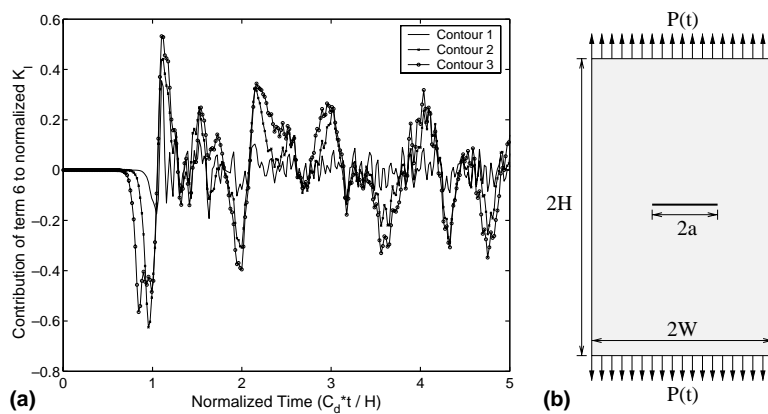 Contribution of term 6 to normalized K_I
0.6
0.4
0.2
0
−0.2
−0.4
−0.6
−0.8
0
1
2
3
4
5
Normalized Time (C_d*t / H)
Contour 1
Contour 2
Contour 3
(a)
P(t)
2H
2a
2W
P(t)
(b)